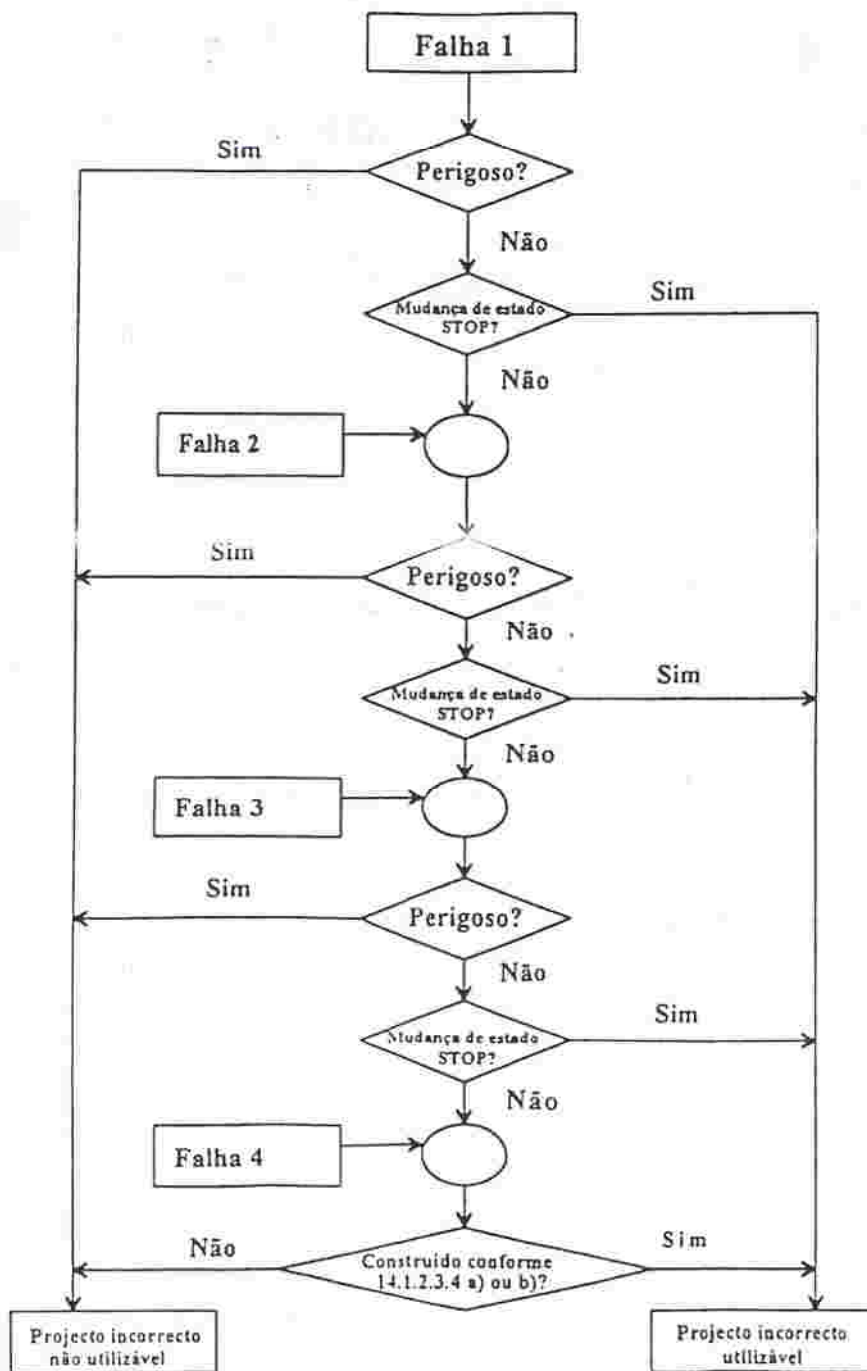 Falha 1
Sim
Perigoso?
Não
Mudança de estado
STOP?
Sim
Não
Falha 2
Sim
Perigoso?
Não
Mudança de estado
STOP?
Sim
Não
Falha 3
Sim
Perigoso?
Não
Mudança de estado
STOP?
Sim
Não
Falha 4
Não
Construido conforme
14.1.2.3.4 a) ou b)?
Sim
Projecto incorrecto
não utilizável
Projecto incorrecto
utilizável